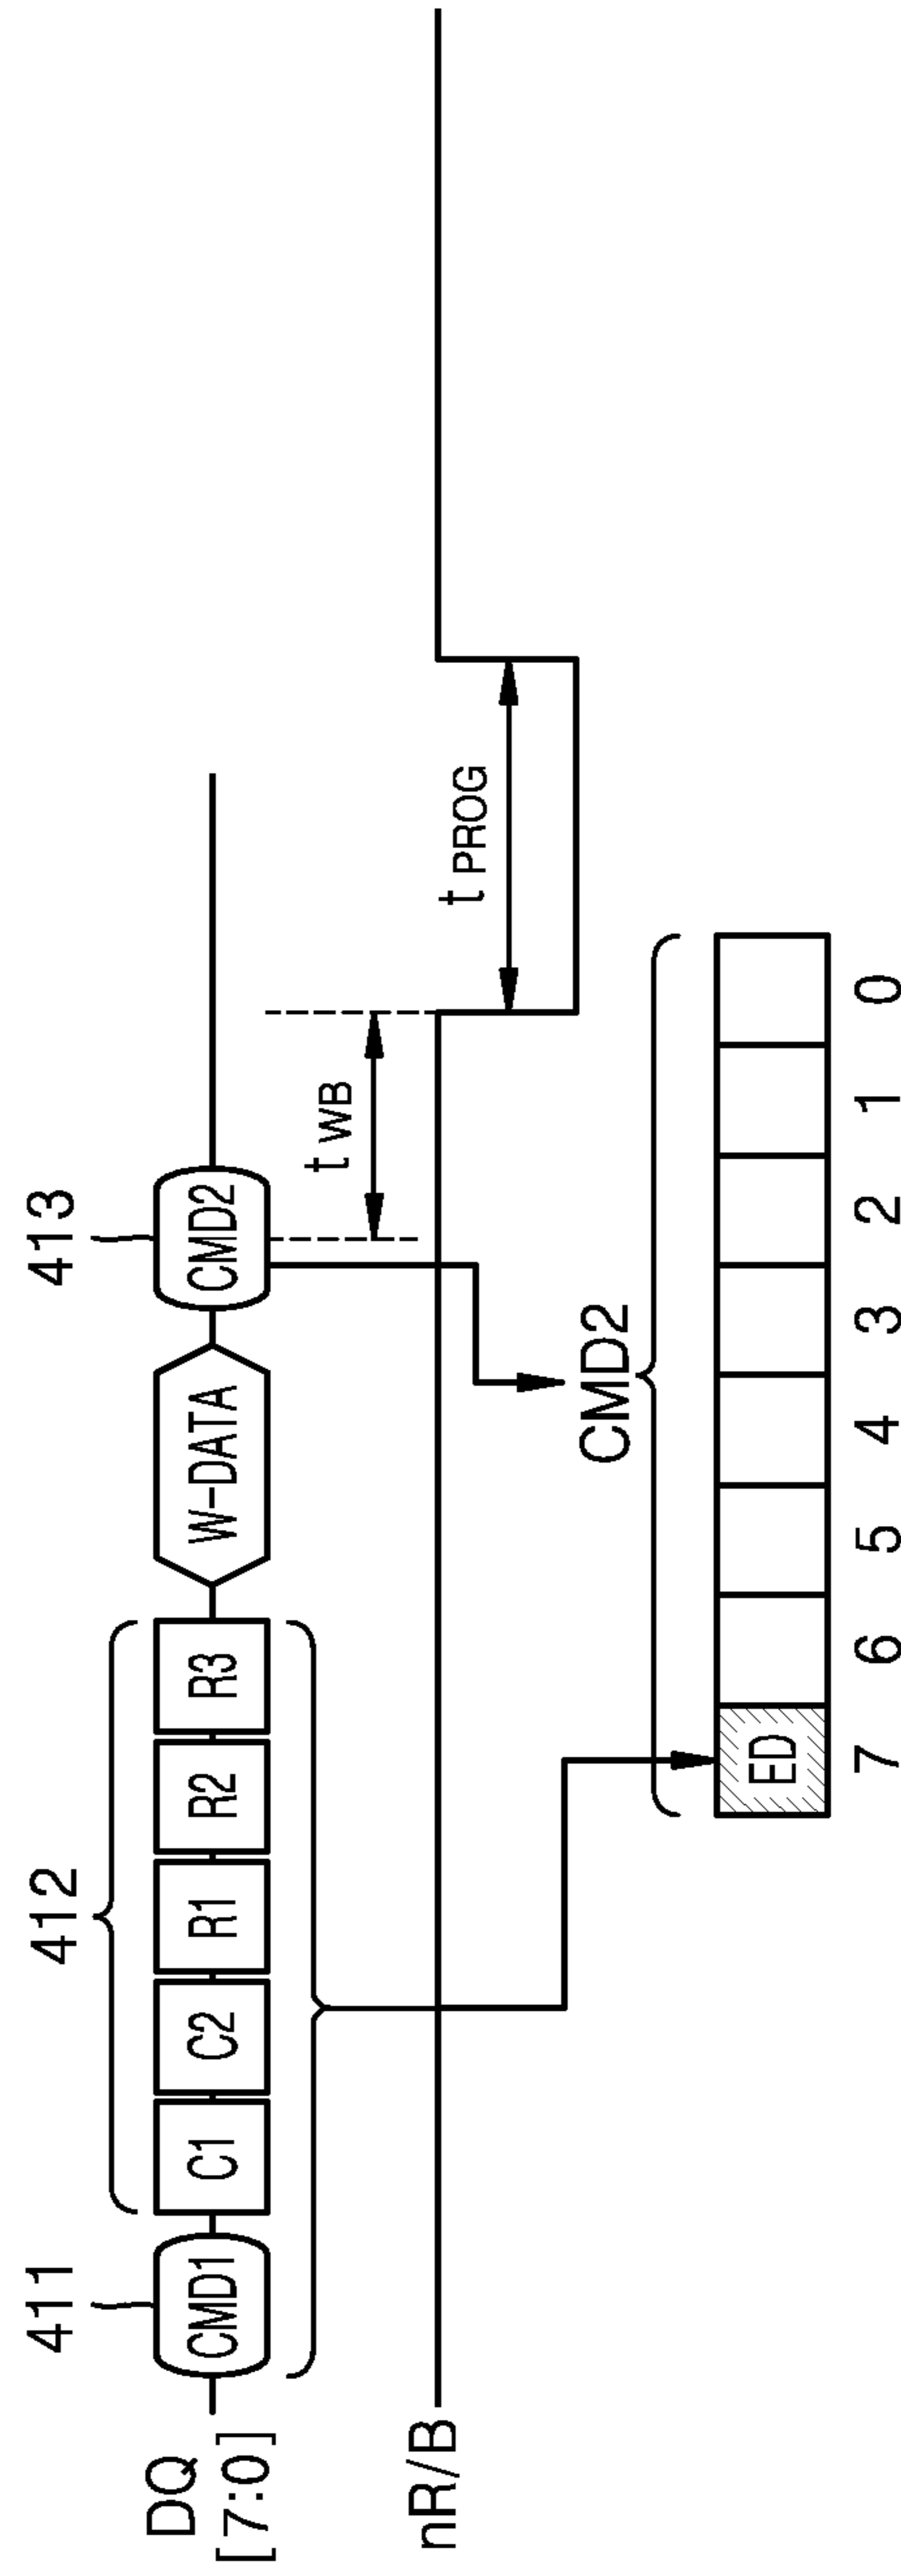 411
412
413
DQ
[7:0]
CMD1
C1
C2
R1
R2
R3
W-DATA
CMD2
t WB
nR/B
t PROG
CMD2
ED
7
6
5
4
3
2
1
0